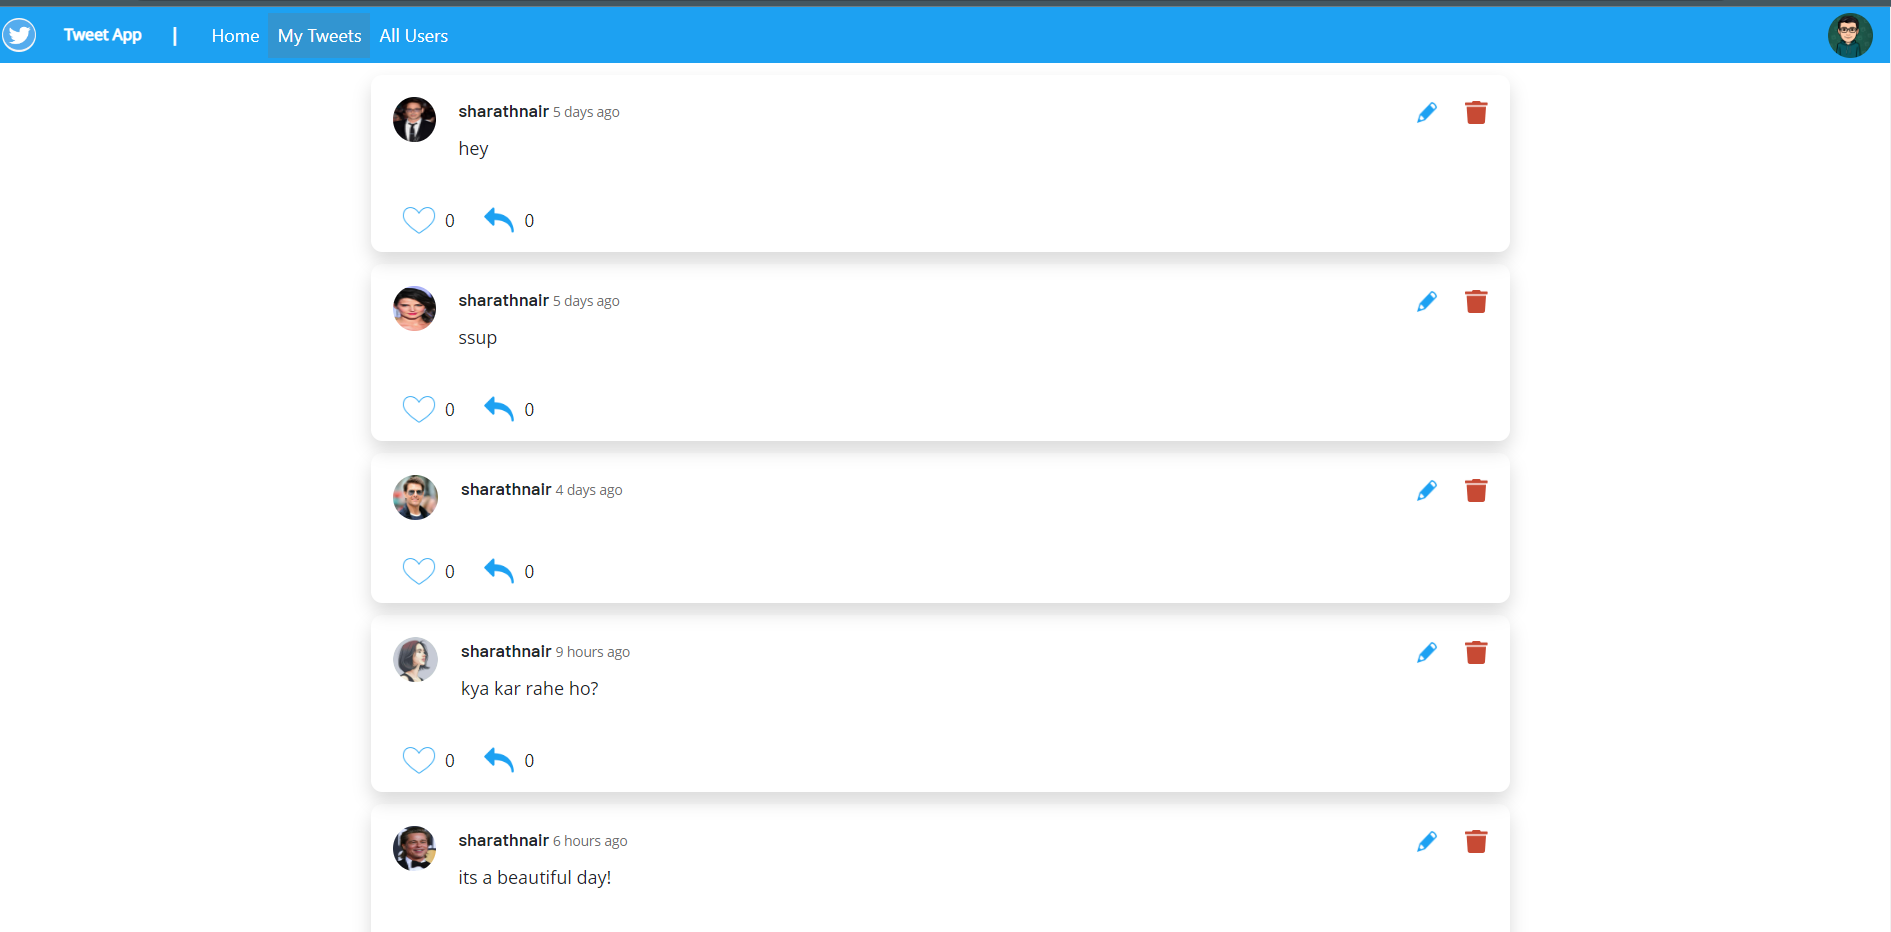 Tweet App | Home My Tweets All Users
sharathnair 5 days ago
hey
0 0
sharathnair 5 days ago
ssup
0 0
sharathnair 4 days ago
0 0
sharathnair 9 hours ago
kya kar rahe ho?
0 0
sharathnair 6 hours ago
its a beautiful day!